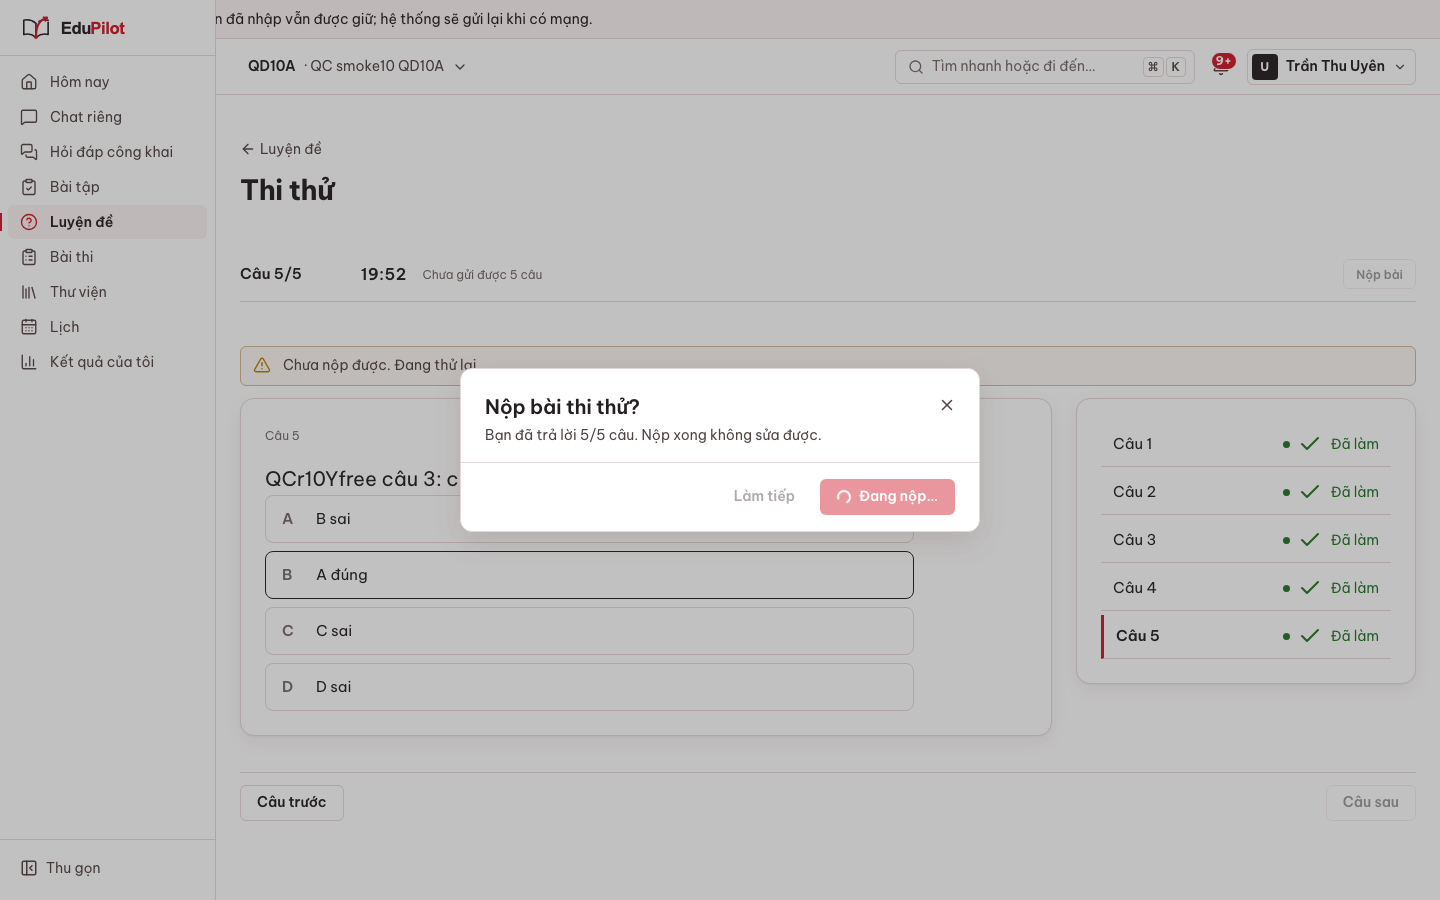 EduPilot
đã nhập vẫn được giữ; hệ thống sẽ gửi lại khi có mạng.
QD10A · QC smoke10 QD10A
Tìm nhanh hoặc đi đến... ⌘ K
9+
U Trần Thu Uyên
Hôm nay
Chat riêng
Hỏi đáp công khai
Bài tập
Luyện đề
Bài thi
Thư viện
Lịch
Kết quả của tôi
Thu gọn
Luyện đề
Thi thử
Câu 5/5 19:52 Chưa gửi được 5 câu Nộp bài
Chưa nộp được. Đang thử lại
Nộp bài thi thử?
Bạn đã trả lời 5/5 câu. Nộp xong không sửa được.
Làm tiếp Đang nộp...
Câu 5
QCr10Yfree câu 3:
A B sai
B A đúng
C C sai
D D sai
Câu 1 Đã làm
Câu 2 Đã làm
Câu 3 Đã làm
Câu 4 Đã làm
Câu 5 Đã làm
Câu trước
Câu sau